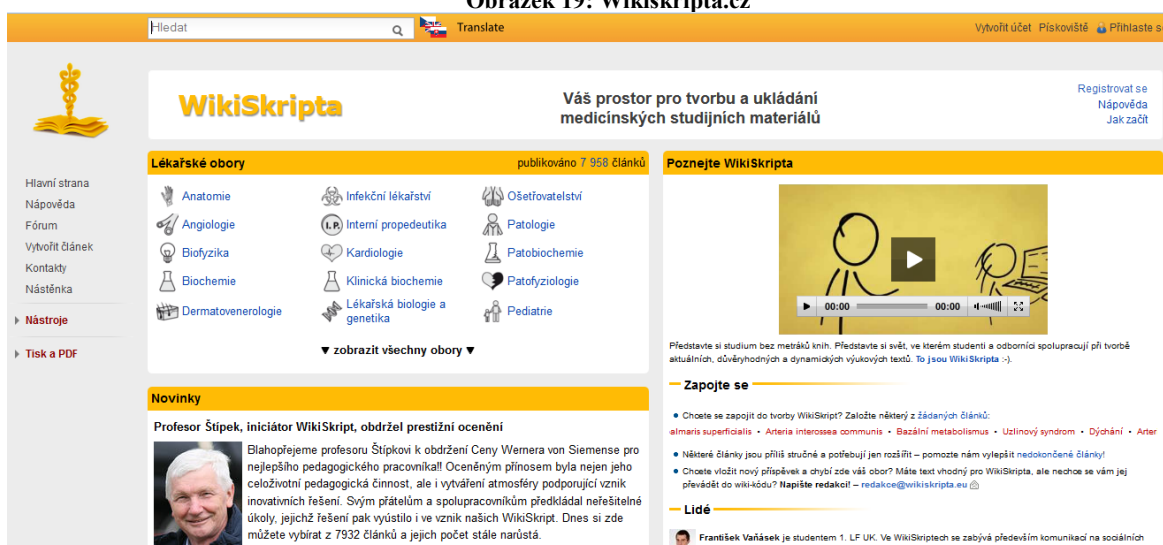 Obrázek 19: Wikiskripta.cz
Hledat
Translate
Vytvořit účet Pískoviště Přihlaste s
WikiSkripta
Váš prostor pro tvorbu a ukládání
medicínských studijních materiálů
Registrovat se
Nápověda
Jak začít
Hlavní strana
Nápověda
Fórum
Vytvořit článek
Kontakty
Nástěnka
Nástroje
Tisk a PDF
Lékařské obory publikováno 7 958 článků
Anatomie
Angiologie
Biofyzika
Biochemie
Dermatovenerologie
Infekční lékařství
I.P. Interní propedeutika
Kardiologie
Klinická biochemie
Lékařská biologie a
genetika
Ošetřovatelství
Patologie
Patobiochemie
Patofyziologie
Pediatrie
▼ zobrazit všechny obory ▼
Novinky
Profesor Štípek, iniciátor WikiSkript, obdržel prestižní ocenění
Blahopřejeme profesoru Štípkovi k obdržení Ceny Wernera von Siemense pro
nejlepšího pedagogického pracovníka!! Oceněným přínosem byla nejen jeho
celoživotní pedagogická činnost, ale i vytváření atmosféry podporující vznik
inovativních řešení. Svým přátelům a spolupracovníkům předkládal neřešitelné
úkoly, jejichž řešení pak vyústilo i ve vznik našich WikiSkript. Dnes si zde
můžete vybírat z 7932 článků a jejich počet stále narůstá.
Poznejte WikiSkripta
00:00 00:00
Představte si studium bez metráků knih. Představte si svět, ve kterém studenti a odborníci spolupracují při tvorbě
aktuálních, důvěryhodných a dynamických výukových textů. To jsou WikiSkripta :-).
Zapojte se
• Chcete se zapojit do tvorby WikiSkript? Založte některý z žádaných článků:
almaris superficialis • Arteria interossea communis • Bazální metabolismus • Uzlinový syndrom • Dýchání • Arter
• Některé články jsou příliš stručné a potřebují jen rozšířit – pomozte nám vylepšit nedokončené články!
• Chcete vložit nový příspěvek a chybí zde váš obor? Máte text vhodný pro WikiSkripta, ale nechce se vám jej
převádět do wiki-kódu? Napište redakci! – redakce@wikiskripta.eu
Lidé
František Vaňásek je studentem 1. LF UK. Ve WikiSkriptech se zabývá především komunikací na sociálních